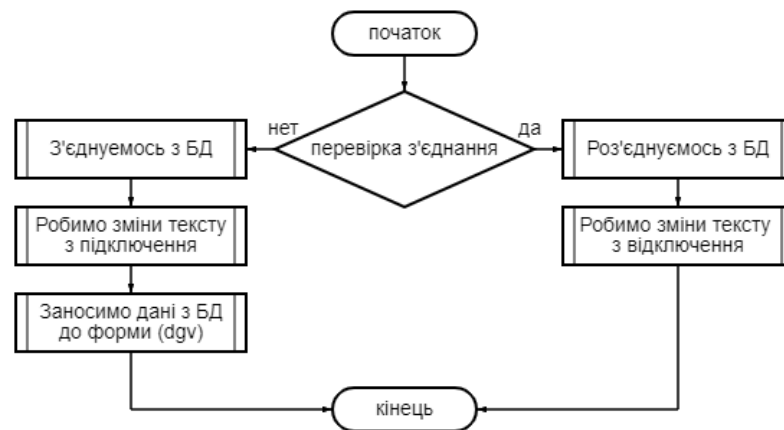 початок
нет
да
З'єднуемось з БД
перевірка з'єднання
Роз'єднуємось з БД
Робимо зміни тексту
з підключення
Робимо зміни тексту
з відключення
Заносимо дані з БД
до форми (dgv)
кінець